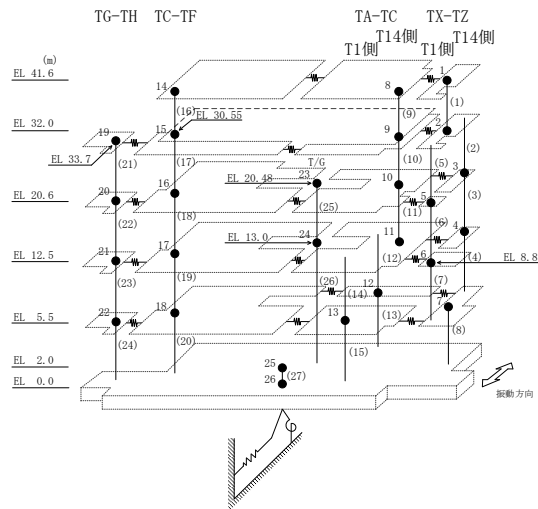 TG-TH TC-TF TA-TC TX-TZ
T14側 T14側
T1側 T1側
(m)
EL 41.6
14 8 1
(16) EL 30.55 (9) (1)
EL 32.0
19 15 9 2
EL 33.7 (21) (17) T/G (10) (5) 3 (2)
EL 20.48 23 10 (3)
EL 20.6
20 16 (11) 5
(22) (18) (25) (6) 4
EL 13.0 24 11
EL 12.5
21 17 (12) 6 (4) EL 8.8
(23) (19) (26) (14) 12 (7)
EL 5.5
22 18 13 (13) 7
(24) (20) (15) (8)
EL 2.0
25
EL 0.0
26 (27)
振動方向